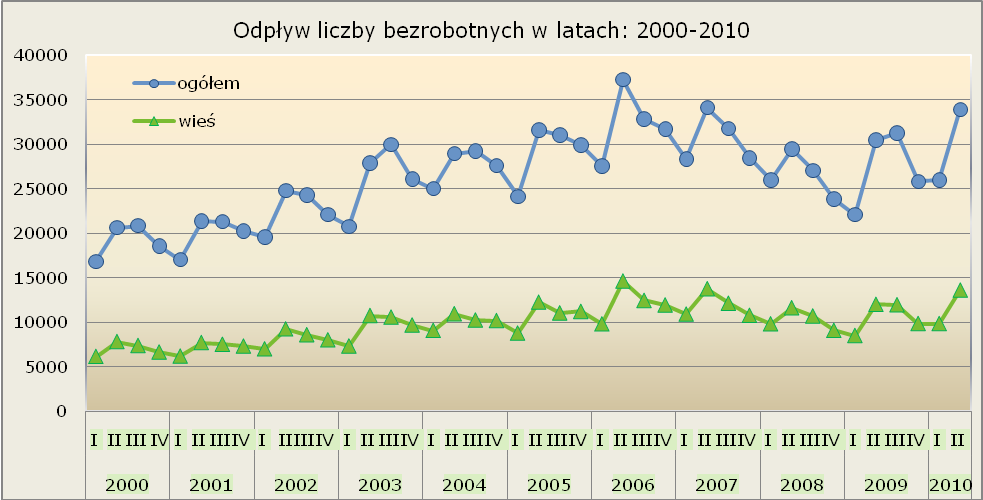 Odpływ liczby bezrobotnych w latach: 2000-2010
40000
35000
30000
25000
20000
15000
10000
5000
0
ogółem
wieś
I II III IV I II III IV I II III IV I II III IV I II III IV I II III IV I II III IV I II III IV I II III IV I II III IV I II
2000 2001 2002 2003 2004 2005 2006 2007 2008 2009 2010